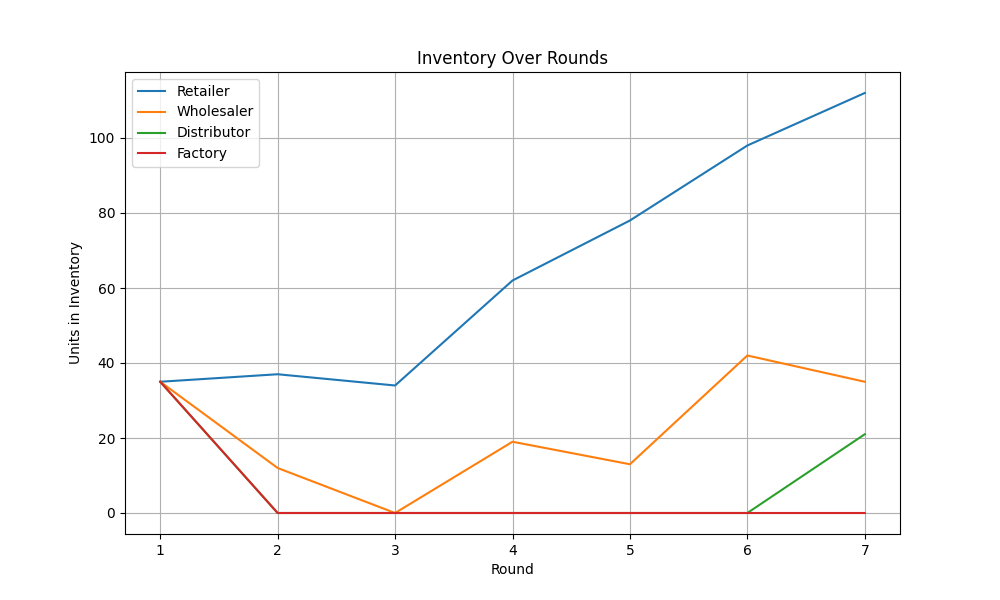 Inventory Over Rounds
Retailer
Wholesaler
Distributor
Factory
Units in Inventory
100
80
60
40
20
0
1 2 3 4 5 6 7
Round